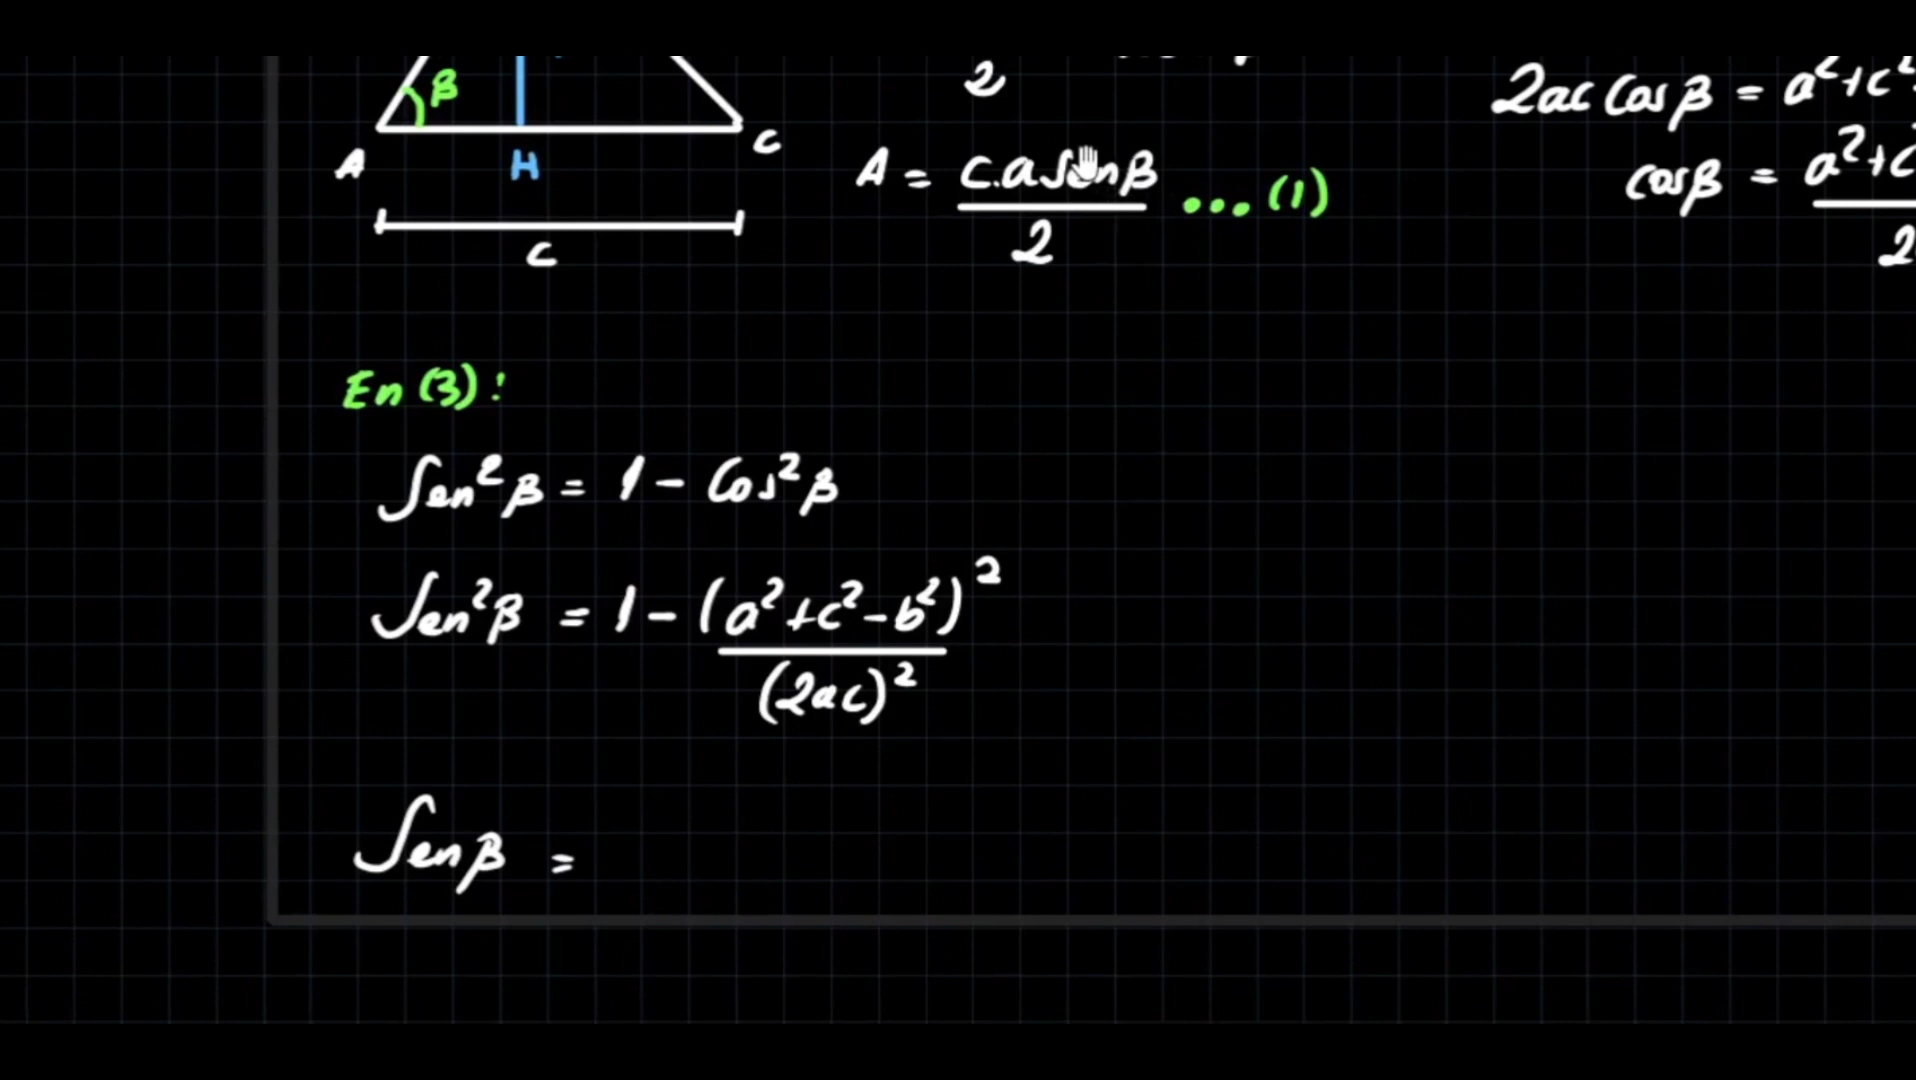 β
A
H
C
c
2
A = c.a Senβ / 2 ...(1)
2ac Cosβ = a²+c²
cosβ = a²+c / 2
En (3):
Sen²β = 1 - Cos²β
Sen²β = 1 - (a²+c²-b²)² / (2ac)²
Senβ =